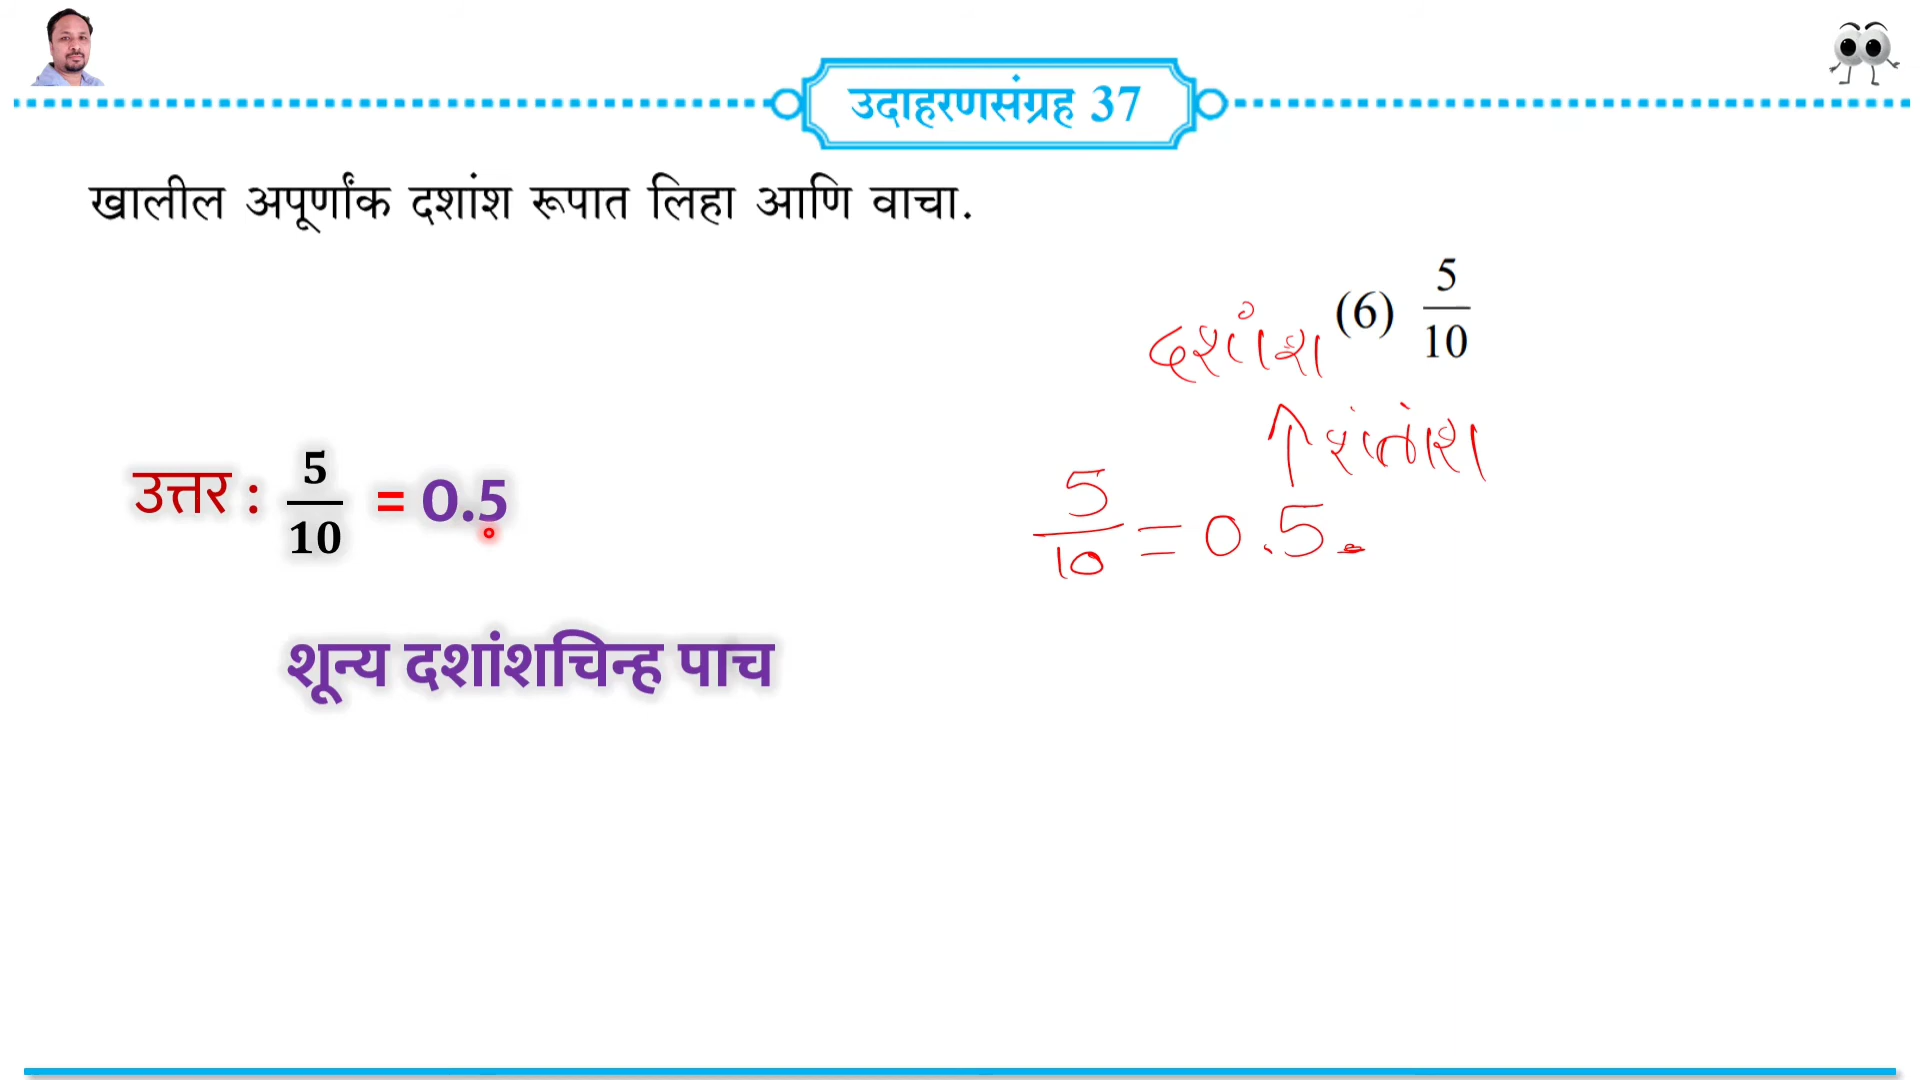 उदाहरणसंग्रह 37
खालील अपूर्णांक दशांश रूपात लिहा आणि वाचा.
(6) 5/10
दशांश
शतांश
उत्तर : 5/10 = 0.5
5/10 = 0.5.
शून्य दशांशचिन्ह पाच